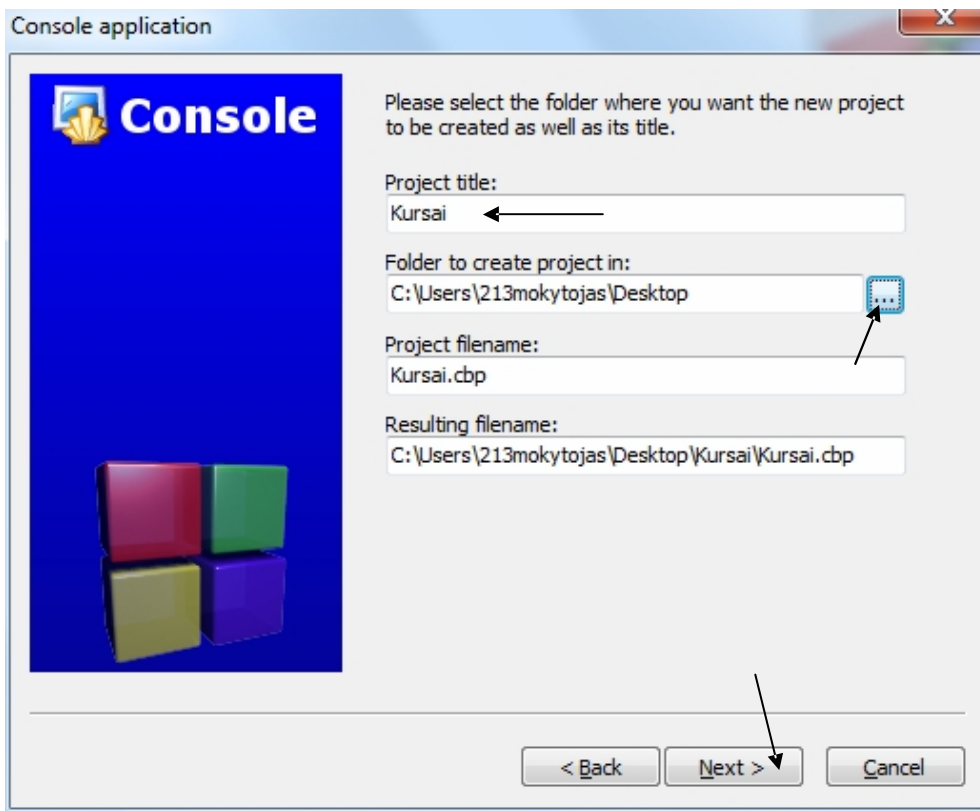 Console application
Console
Please select the folder where you want the new project
to be created as well as its title.
Project title:
Kursai
Folder to create project in:
C:\Users\213mokytojas\Desktop
...
Project filename:
Kursai.cbp
Resulting filename:
C:\Users\213mokytojas\Desktop\Kursai\Kursai.cbp
< Back
Next >
Cancel